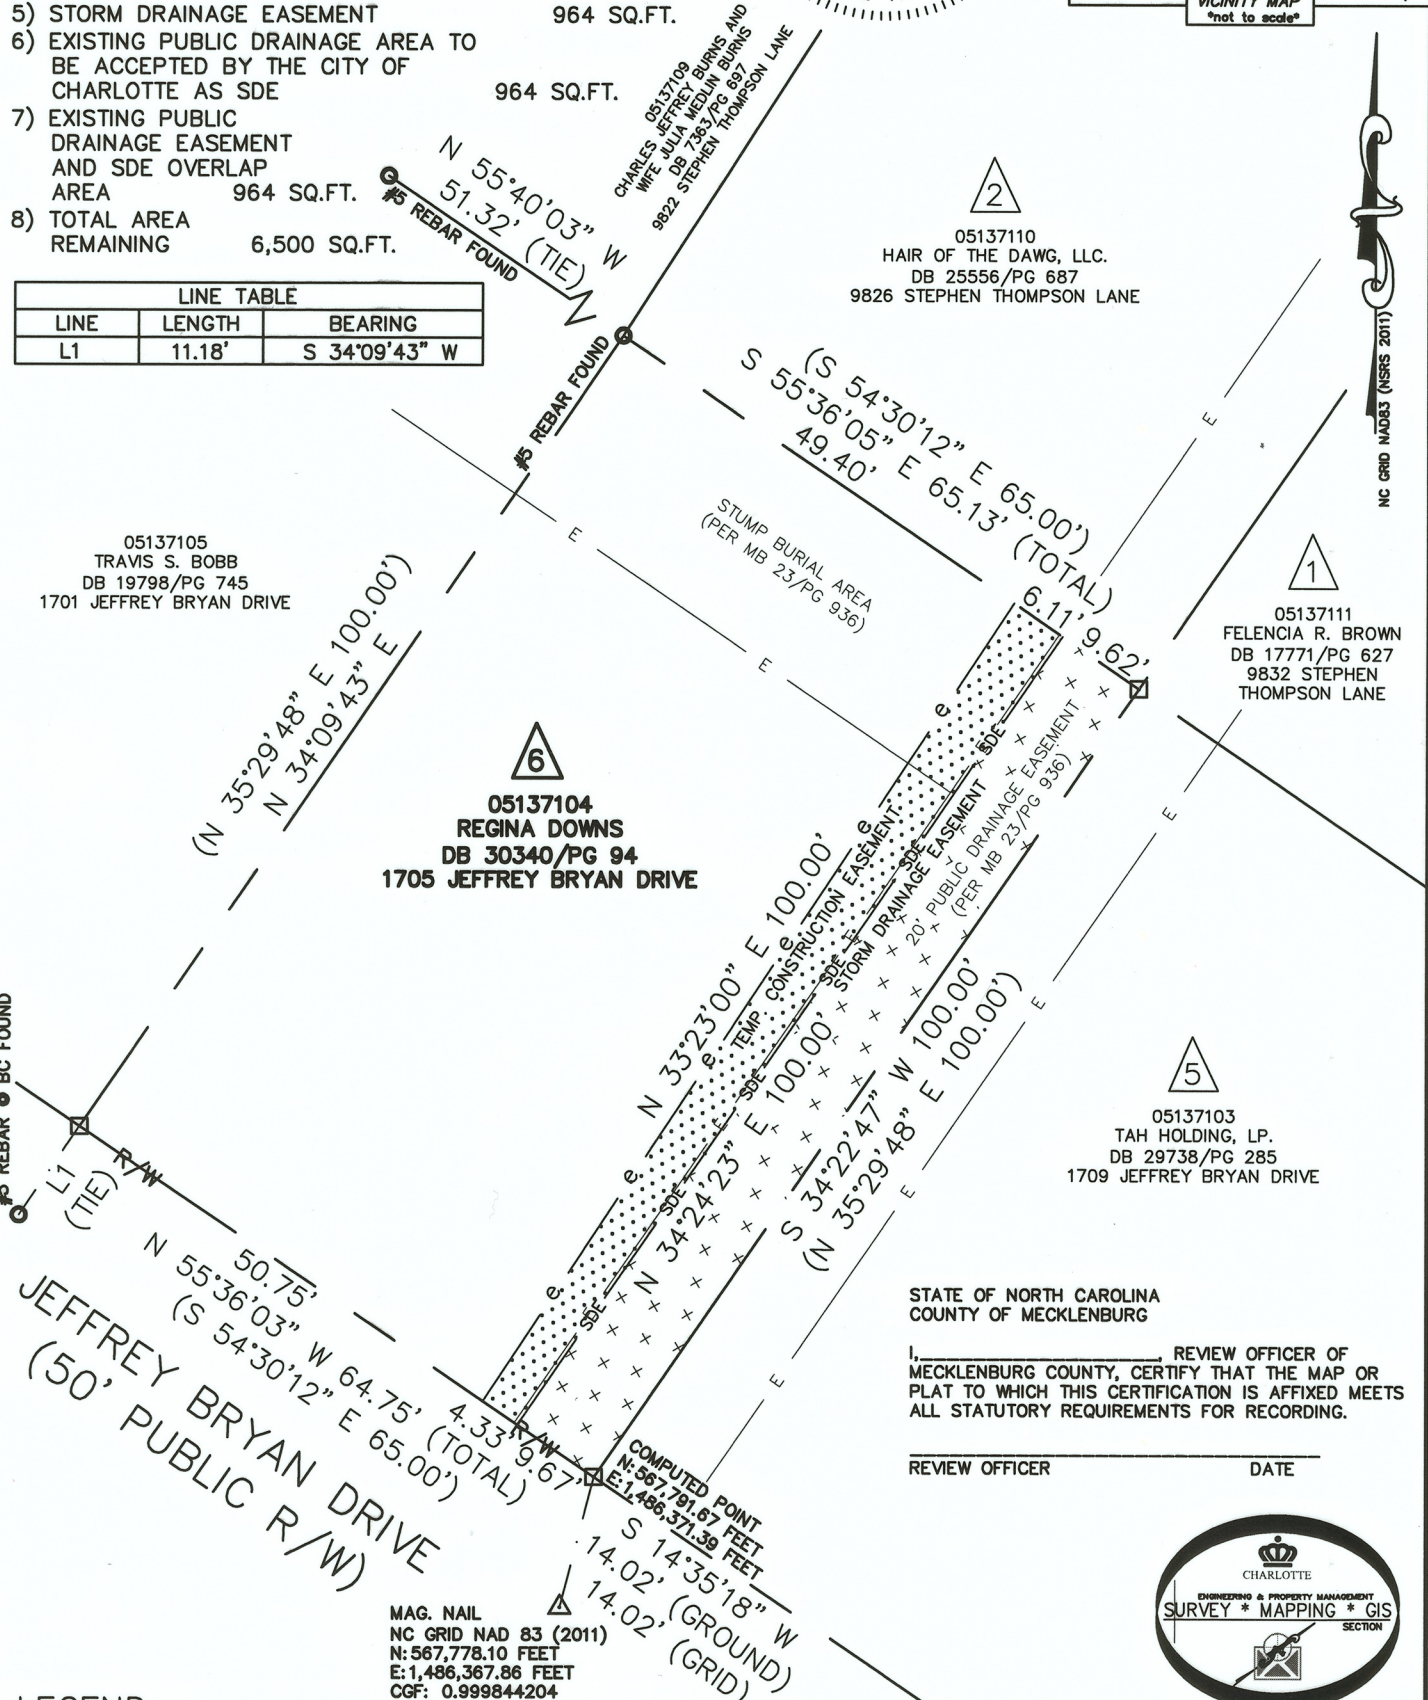 5) STORM DRAINAGE EASEMENT 964 SQ.FT.
6) EXISTING PUBLIC DRAINAGE AREA TO
BE ACCEPTED BY THE CITY OF
CHARLOTTE AS SDE 964 SQ.FT.
7) EXISTING PUBLIC
DRAINAGE EASEMENT
AND SDE OVERLAP
AREA 964 SQ.FT.
8) TOTAL AREA
REMAINING 6,500 SQ.FT.
LINE TABLE
LINE LENGTH BEARING
L1 11.18' S 34°09'43" W
VICINITY MAP
*not to scale*
05137109
CHARLES JEFFREY BURNS AND
WIFE JULIA MEDLIN BURNS
DB 7363/PG 697
9822 STEPHEN THOMPSON LANE
N 55°40'03" W
51.32' (TIE)
#5 REBAR FOUND
#5 REBAR FOUND
2
05137110
HAIR OF THE DAWG, LLC.
DB 25556/PG 687
9826 STEPHEN THOMPSON LANE
NC GRID NAD83 (NSRS 2011)
(S 54°30'12" E 65.00')
S 55°36'05" E 65.13' (TOTAL)
49.40'
6.11'
9.62'
E
E
E
E
E
E
E
E
STUMP BURIAL AREA
(PER MB 23/PG 936)
1
05137111
FELENCIA R. BROWN
DB 17771/PG 627
9832 STEPHEN
THOMPSON LANE
05137105
TRAVIS S. BOBB
DB 19798/PG 745
1701 JEFFREY BRYAN DRIVE
(N 35°29'48" E 100.00')
N 34°09'43" E
6
05137104
REGINA DOWNS
DB 30340/PG 94
1705 JEFFREY BRYAN DRIVE
N 33°23'00" E 100.00'
e
e
e
e
e
e
TEMP. CONSTRUCTION EASEMENT
SDE
SDE
SDE
SDE
SDE
SDE
STORM DRAINAGE EASEMENT
20' PUBLIC DRAINAGE EASEMENT
(PER MB 23/PG 936)
N 34°24'23" E 100.00'
S 34°22'47" W 100.00'
(N 35°29'48" E 100.00')
5
05137103
TAH HOLDING, LP.
DB 29738/PG 285
1709 JEFFREY BRYAN DRIVE
#5 REBAR @ BC FOUND
L1
(TIE)
R/W
50.75'
N 55°36'03" W 64.75' (TOTAL)
(S 54°30'12" E 65.00')
4.33'
9.67'
R/W
JEFFREY BRYAN DRIVE
(50' PUBLIC R/W)
COMPUTED POINT
N: 567,791.67 FEET
E: 1,486,371.39 FEET
S 14°35'18" W
14.02' (GROUND)
14.02' (GRID)
MAG. NAIL
NC GRID NAD 83 (2011)
N: 567,778.10 FEET
E: 1,486,367.86 FEET
CGF: 0.999844204
STATE OF NORTH CAROLINA
COUNTY OF MECKLENBURG
I,____________________, REVIEW OFFICER OF
MECKLENBURG COUNTY, CERTIFY THAT THE MAP OR
PLAT TO WHICH THIS CERTIFICATION IS AFFIXED MEETS
ALL STATUTORY REQUIREMENTS FOR RECORDING.
REVIEW OFFICER DATE
CHARLOTTE
ENGINEERING & PROPERTY MANAGEMENT
SURVEY * MAPPING * GIS
SECTION
LEGEND